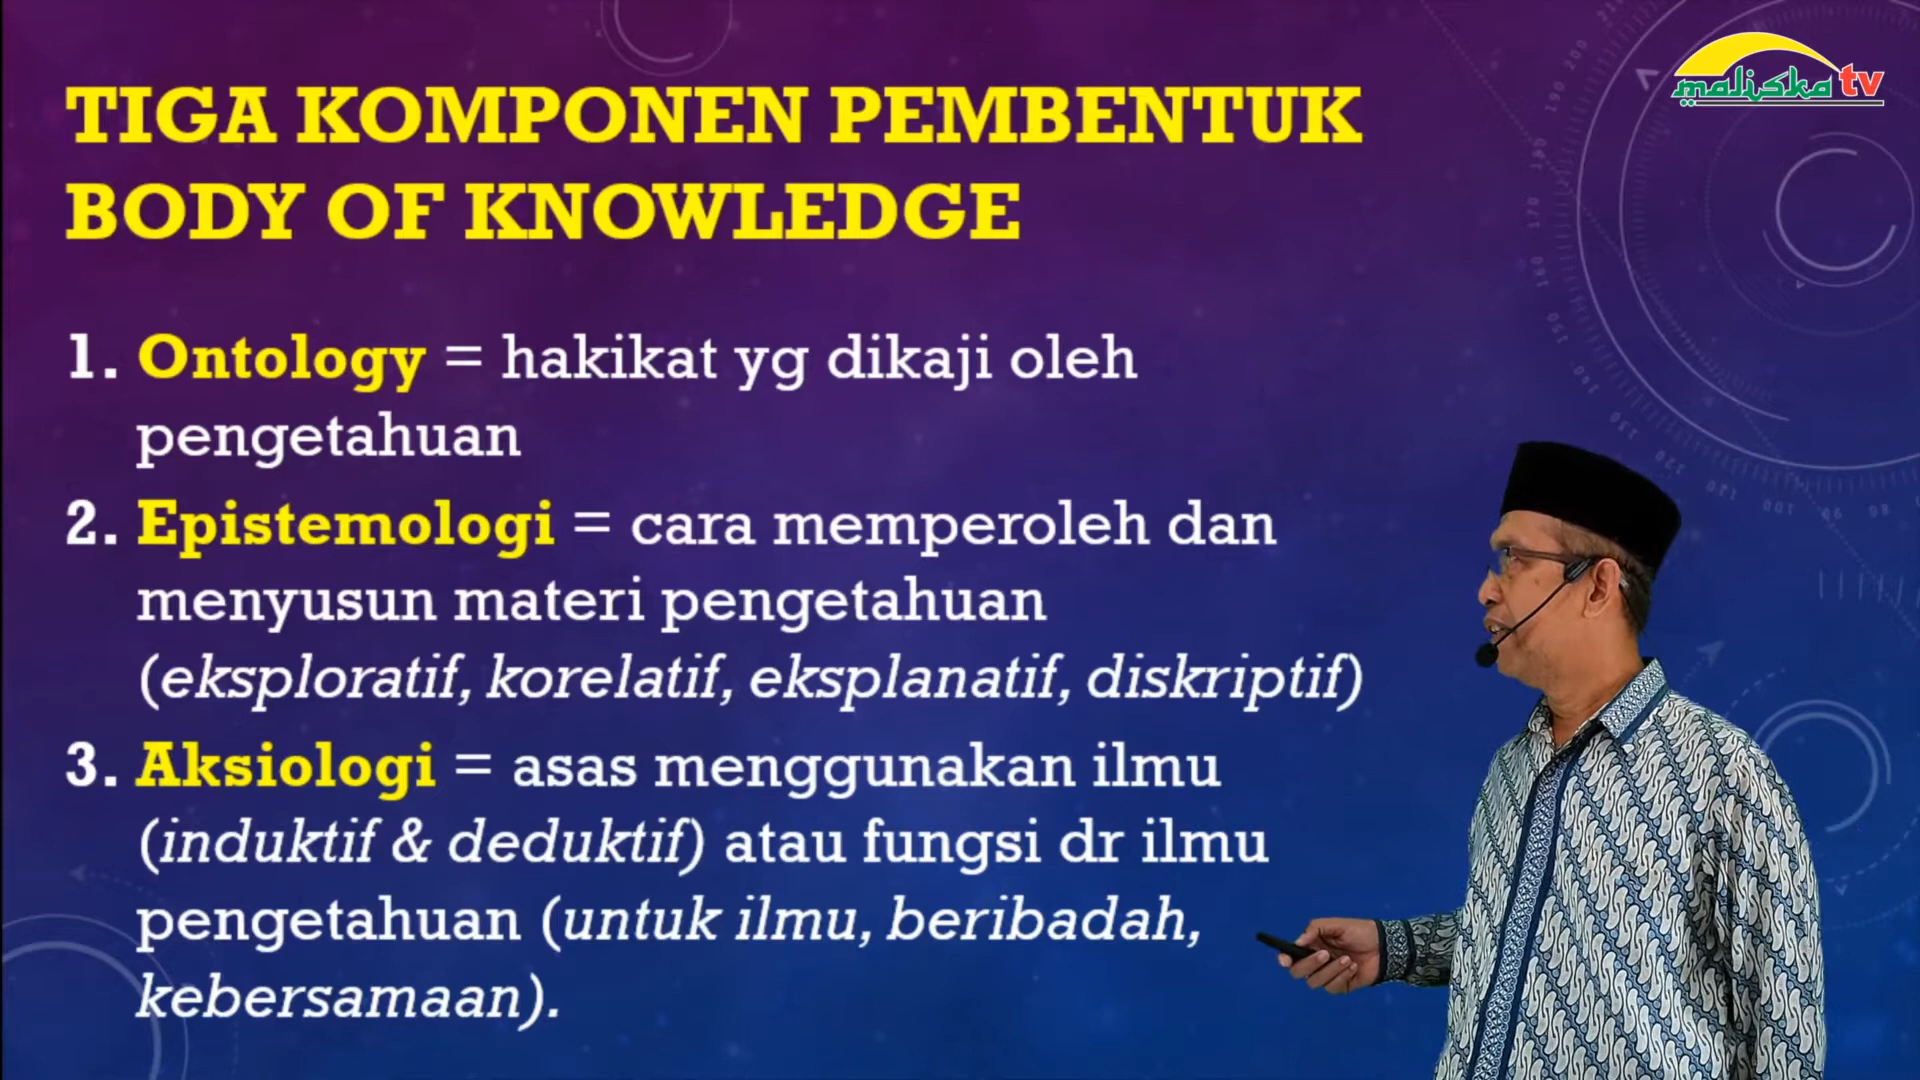 maliska tv
TIGA KOMPONEN PEMBENTUK
BODY OF KNOWLEDGE
1. Ontology = hakikat yg dikaji oleh
pengetahuan
2. Epistemologi = cara memperoleh dan
menyusun materi pengetahuan
(eksploratif, korelatif, eksplanatif, diskriptif)
3. Aksiologi = asas menggunakan ilmu
(induktif & deduktif) atau fungsi dr ilmu
pengetahuan (untuk ilmu, beribadah,
kebersamaan).